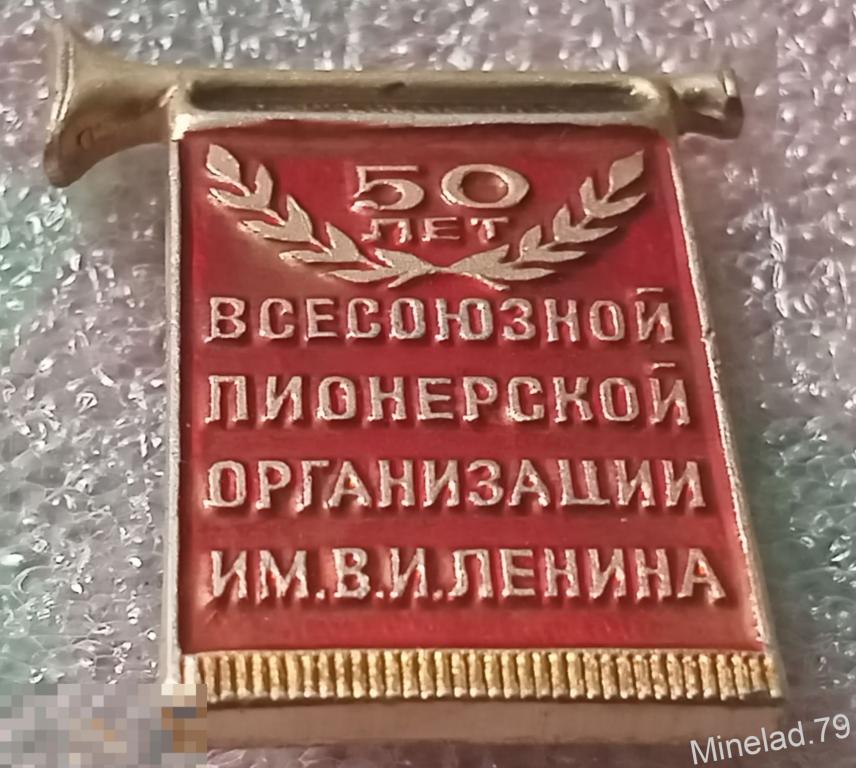 50
ЛЕТ
ВСЕСОЮЗНОЙ
ПИОНЕРСКОЙ
ОРГАНИЗАЦИИ
ИМ.В.И.ЛЕНИНА
Minelad.79